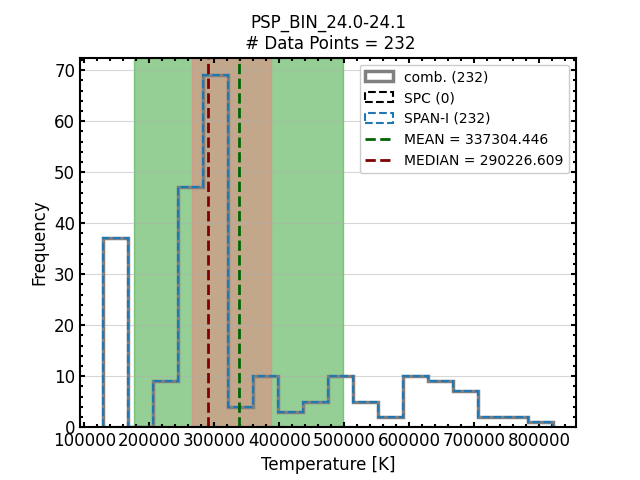 PSP_BIN_24.0-24.1
# Data Points = 232
70
60
50
40
30
20
10
0
Frequency
comb. (232)
SPC (0)
SPAN-I (232)
MEAN = 337304.446
MEDIAN = 290226.609
100000 200000 300000 400000 500000 600000 700000 800000
Temperature [K]